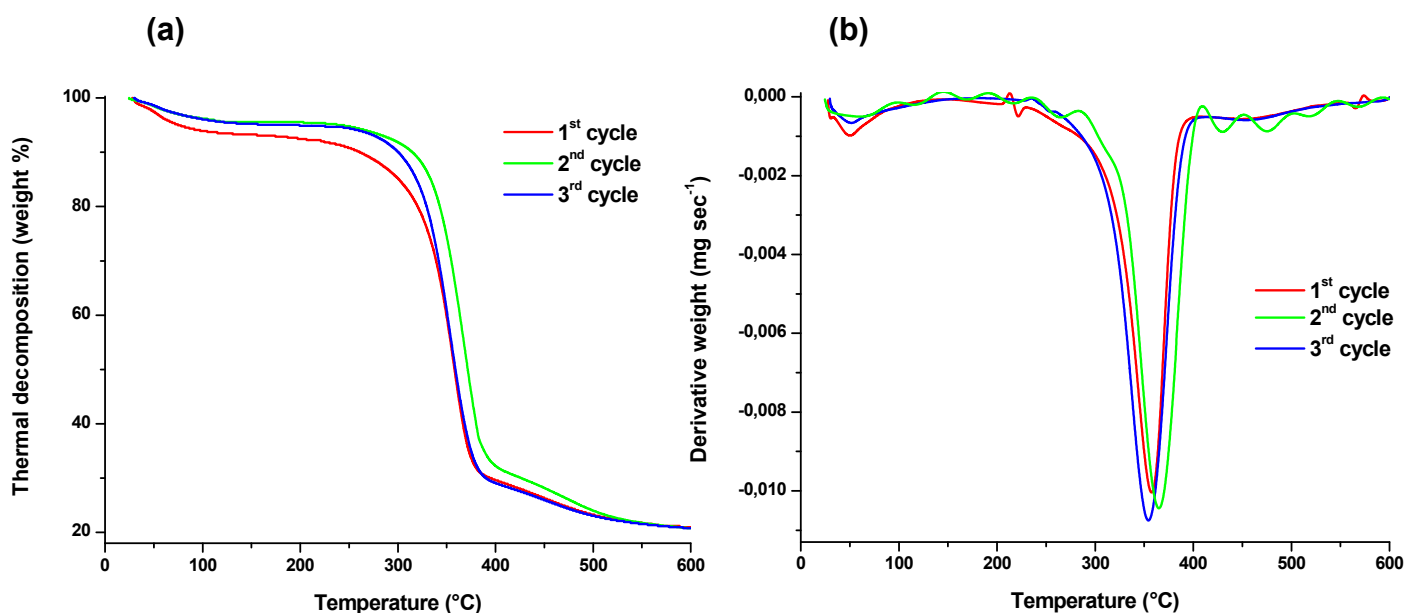 (a)
Thermal decomposition (weight %)
100
80
60
40
20
0
100
200
300
400
500
600
Temperature (°C)
1st cycle
2nd cycle
3rd cycle
(b)
Derivative weight (mg sec-1)
0,000
-0,002
-0,004
-0,006
-0,008
-0,010
0
100
200
300
400
500
600
Temperature (°C)
1st cycle
2nd cycle
3rd cycle